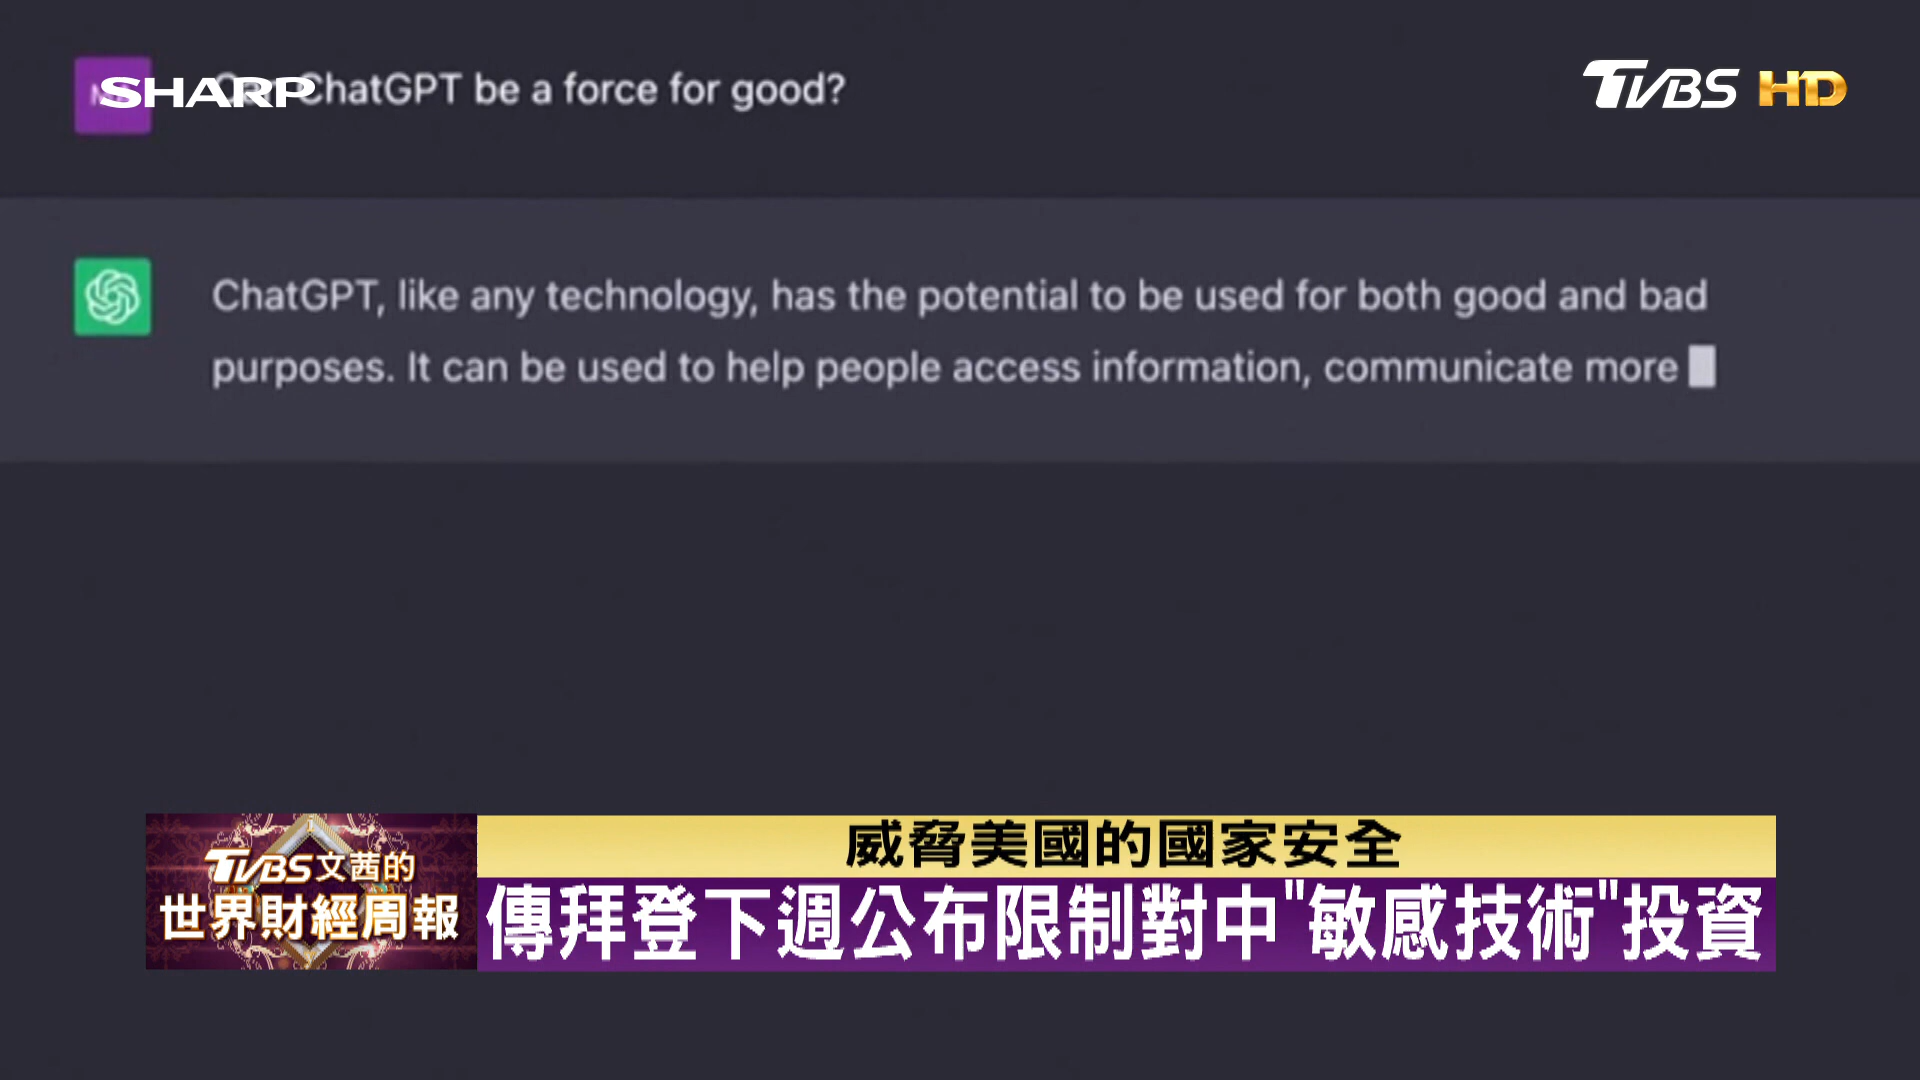 SHARP
ChatGPT be a force for good?
TVBS HD
ChatGPT, like any technology, has the potential to be used for both good and bad
purposes. It can be used to help people access information, communicate more
威脅美國的國家安全
TVBS文茜的
世界財經周報
傳拜登下週公布限制對中"敏感技術"投資